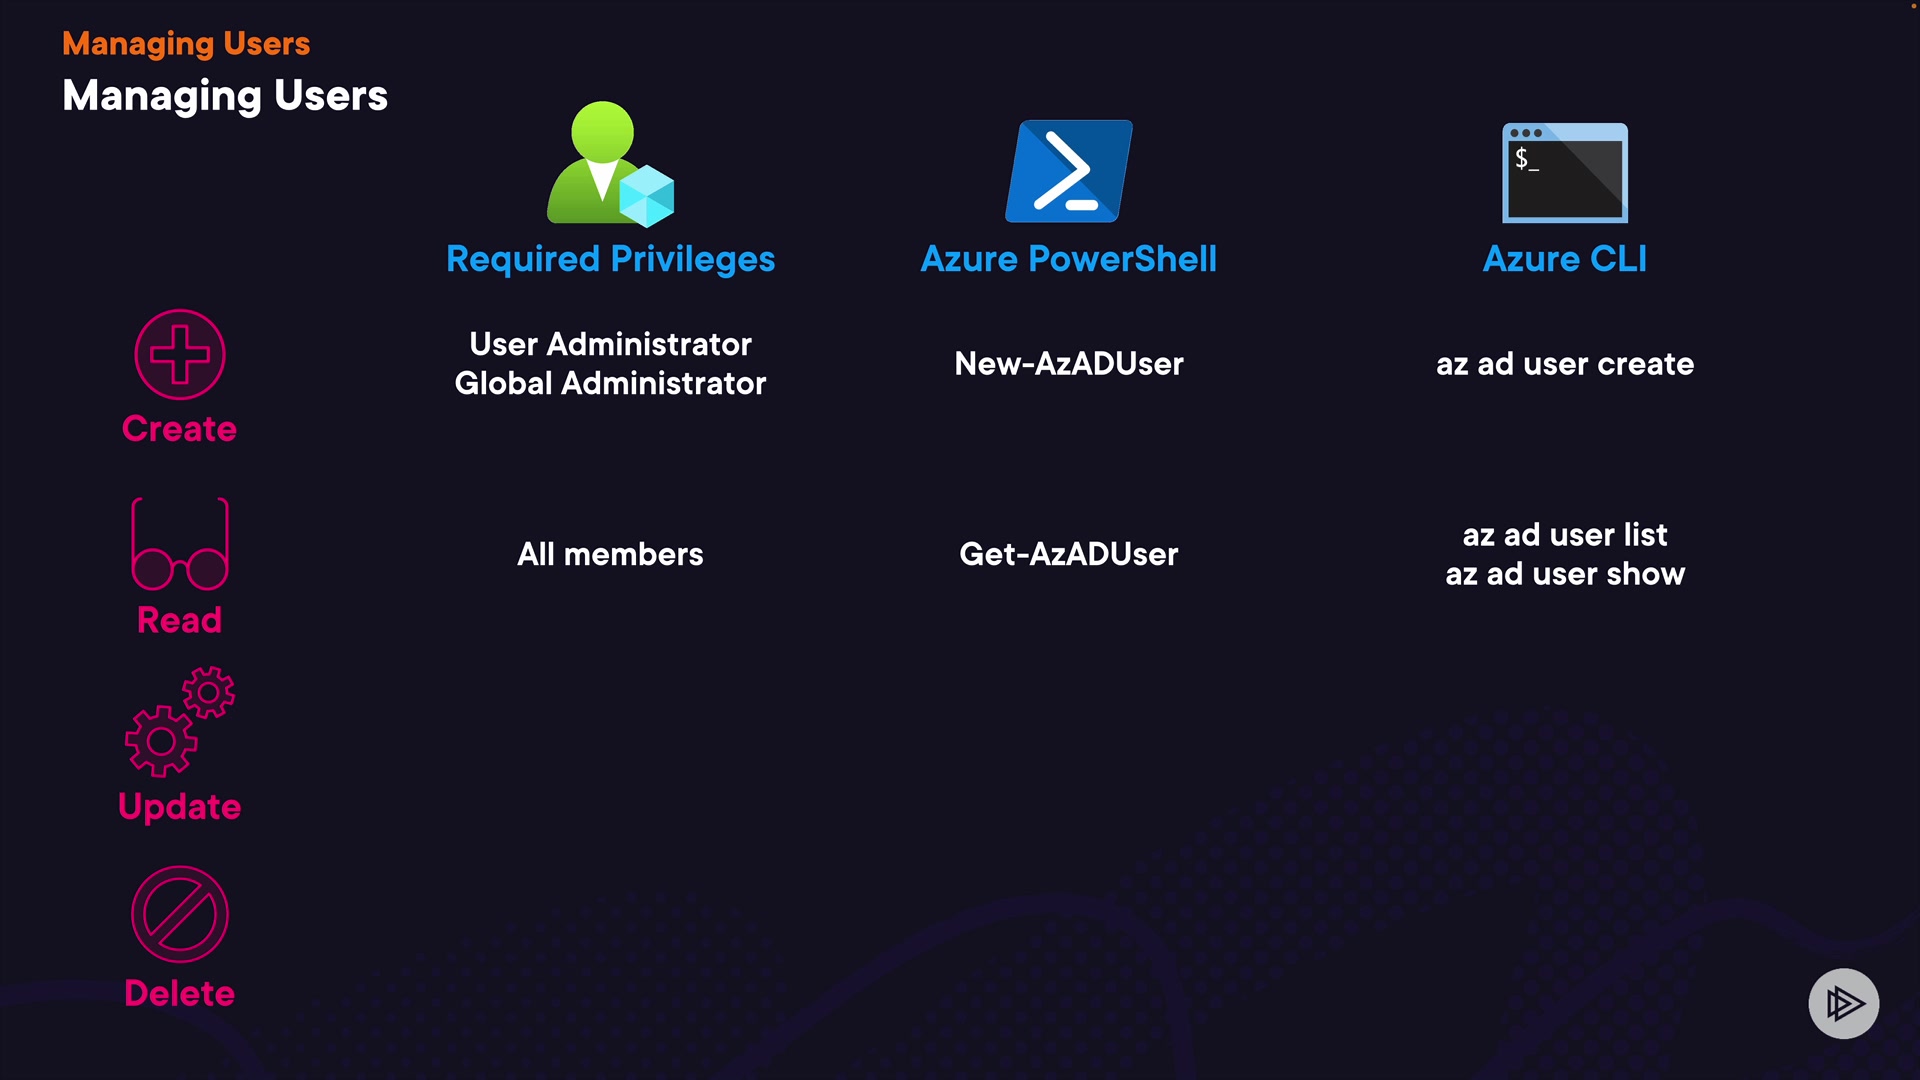 Managing Users
Managing Users
$_
Required Privileges
Azure PowerShell
Azure CLI
Create
User Administrator
Global Administrator
New-AzADUser
az ad user create
Read
All members
Get-AzADUser
az ad user list
az ad user show
Update
Delete